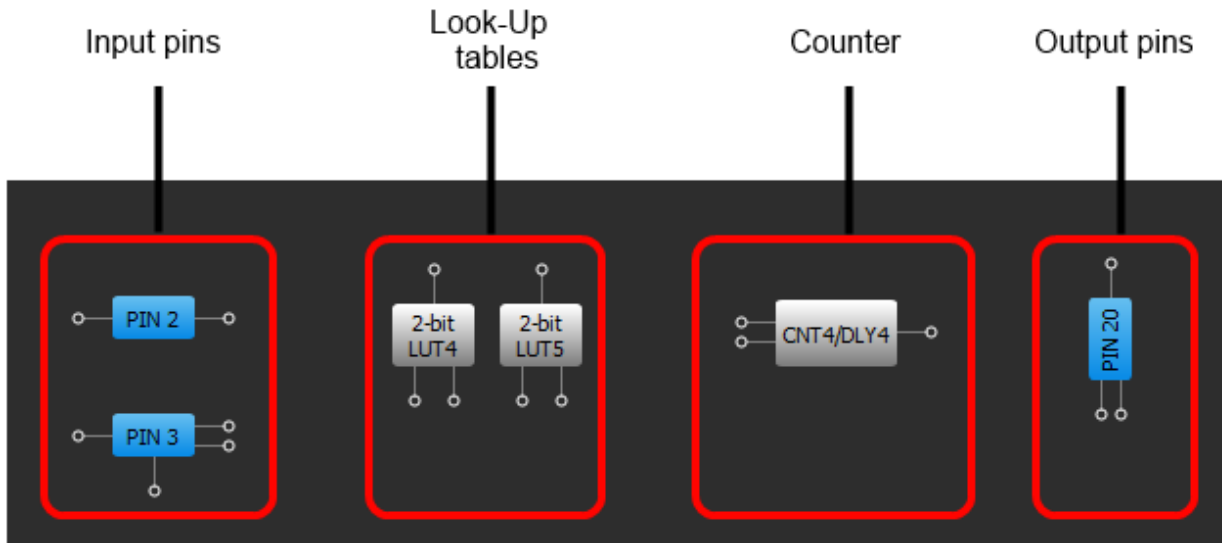 Input pins
Look-Up
tables
Counter
Output pins
PIN 2
PIN 3
2-bit
LUT4
2-bit
LUT5
CNT4/DLY4
PIN 20